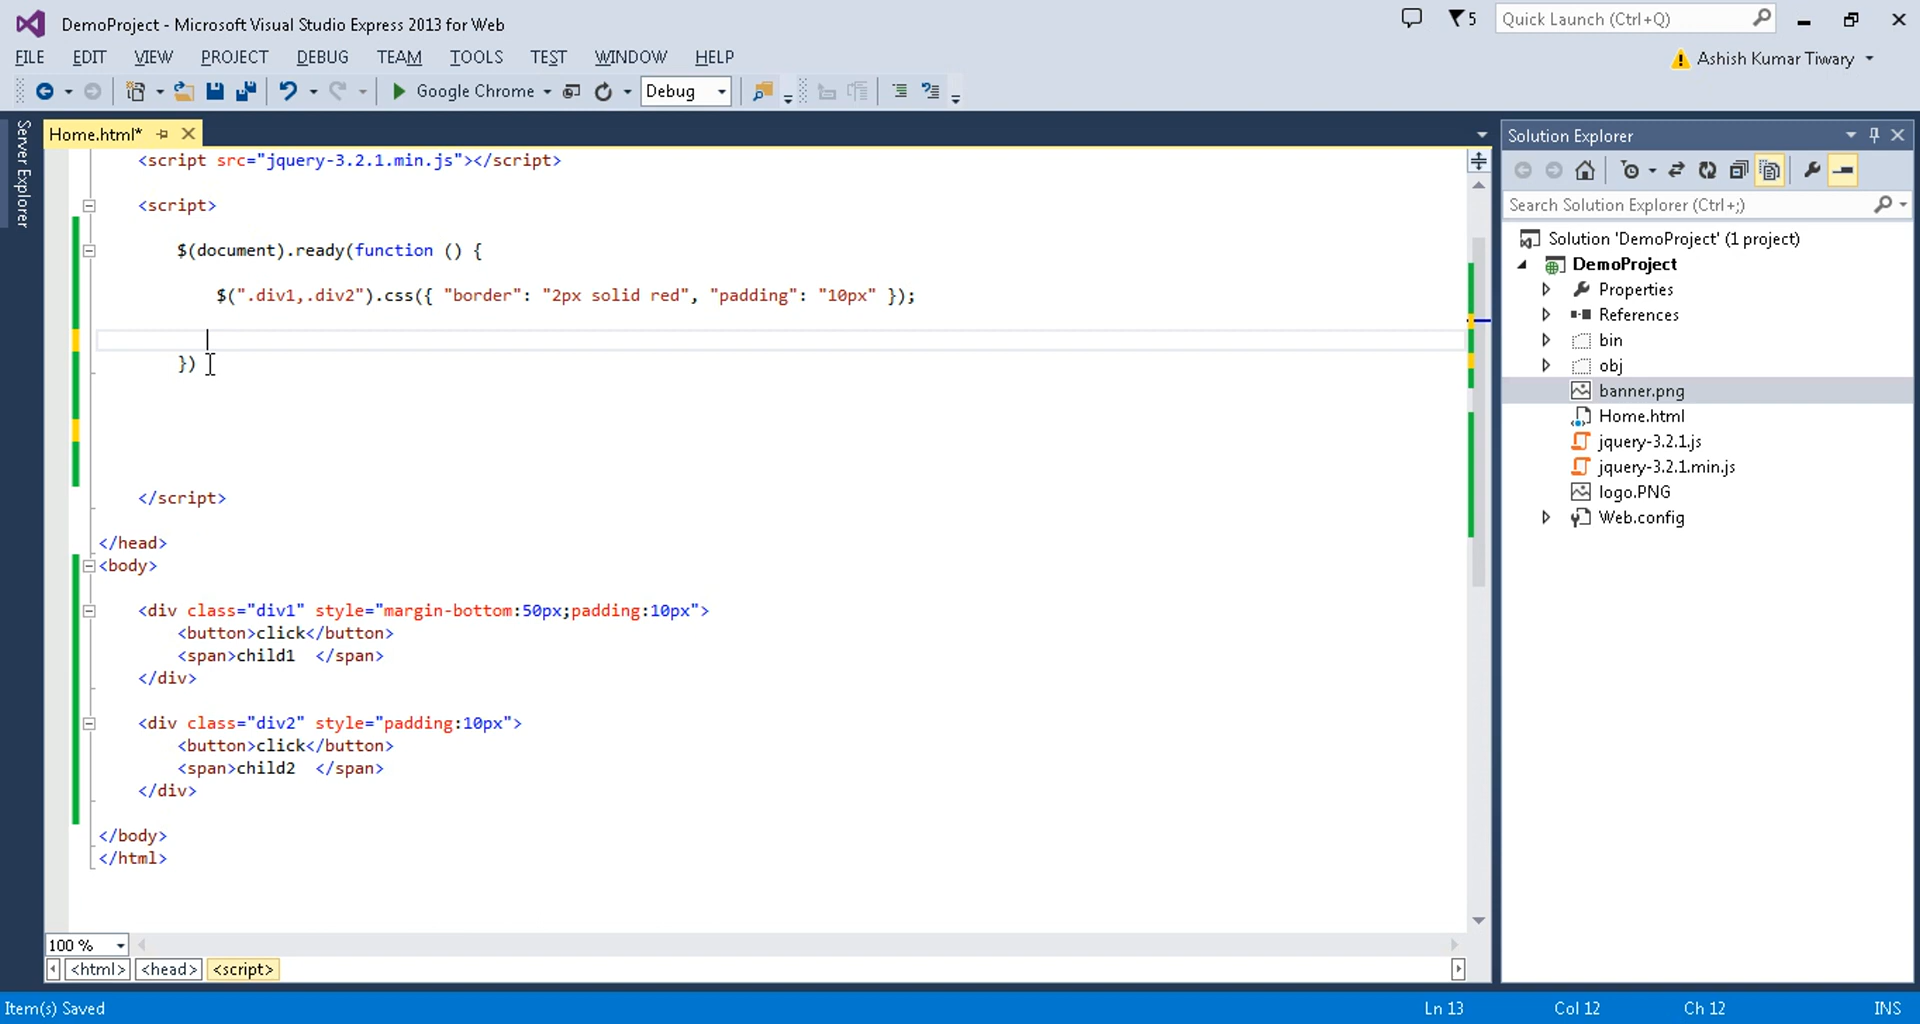 DemoProject - Microsoft Visual Studio Express 2013 for Web
5
Quick Launch (Ctrl+Q)
FILE EDIT VIEW PROJECT DEBUG TEAM TOOLS TEST WINDOW HELP
Ashish Kumar Tiwary
Google Chrome
Debug
Server Explorer
Home.html*
<script src="jquery-3.2.1.min.js"></script>
<script>
$(document).ready(function () {
$(".div1,.div2").css({ "border": "2px solid red", "padding": "10px" });
})
</script>
</head>
<body>
<div class="div1" style="margin-bottom:50px;padding:10px">
<button>click</button>
<span>child1  </span>
</div>
<div class="div2" style="padding:10px">
<button>click</button>
<span>child2  </span>
</div>
</body>
</html>
100 %
<html> <head> <script>
Solution Explorer
Search Solution Explorer (Ctrl+;)
Solution 'DemoProject' (1 project)
DemoProject
Properties
References
bin
obj
banner.png
Home.html
jquery-3.2.1.js
jquery-3.2.1.min.js
logo.PNG
Web.config
Item(s) Saved
Ln 13 Col 12 Ch 12 INS